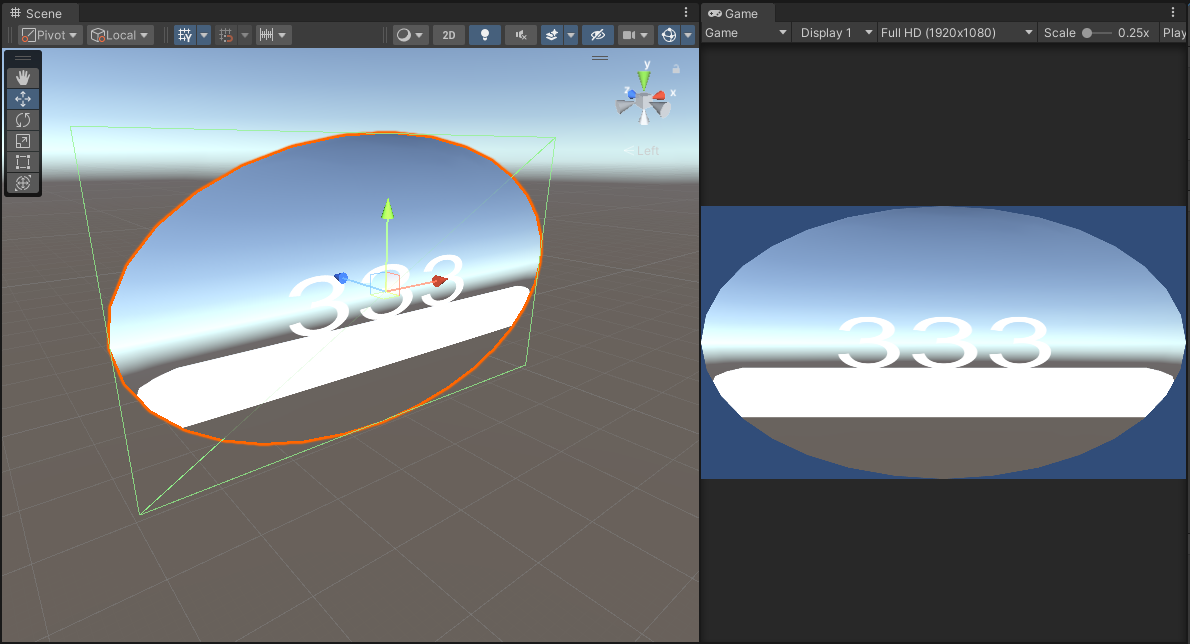 Scene
Game
Pivot
Local
2D
Game
Display 1
Full HD (1920x1080)
Scale
0.25x
Play
y
x
z
Left
333
333